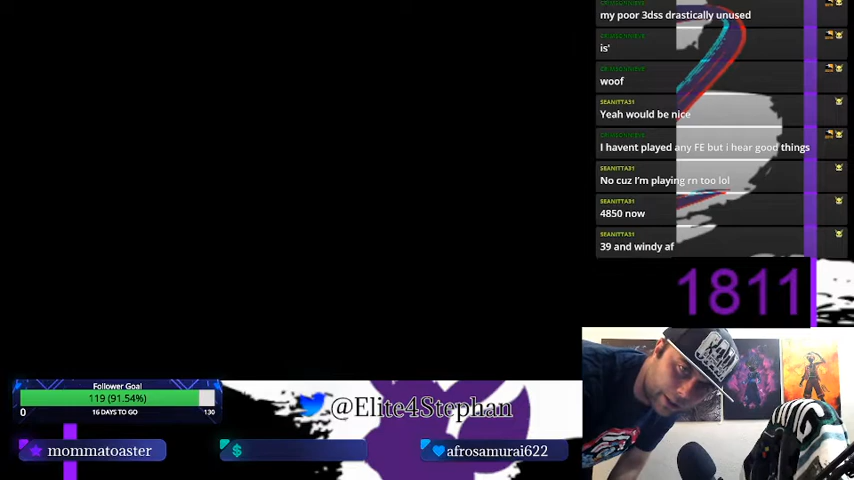 my poor 3dss drastically unused
is'
woof
SEANITTA31
Yeah would be nice
I havent played any FE but i hear good things
SEANITTA31
No cuz I'm playing rn too lol
SEANITTA31
4850 now
SEANITTA31
39 and windy af
1811
Follower Goal
119 (91.54%)
0
16 DAYS TO GO
130
@Elite4Stephan
mommatoaster
$
afrosamurai622